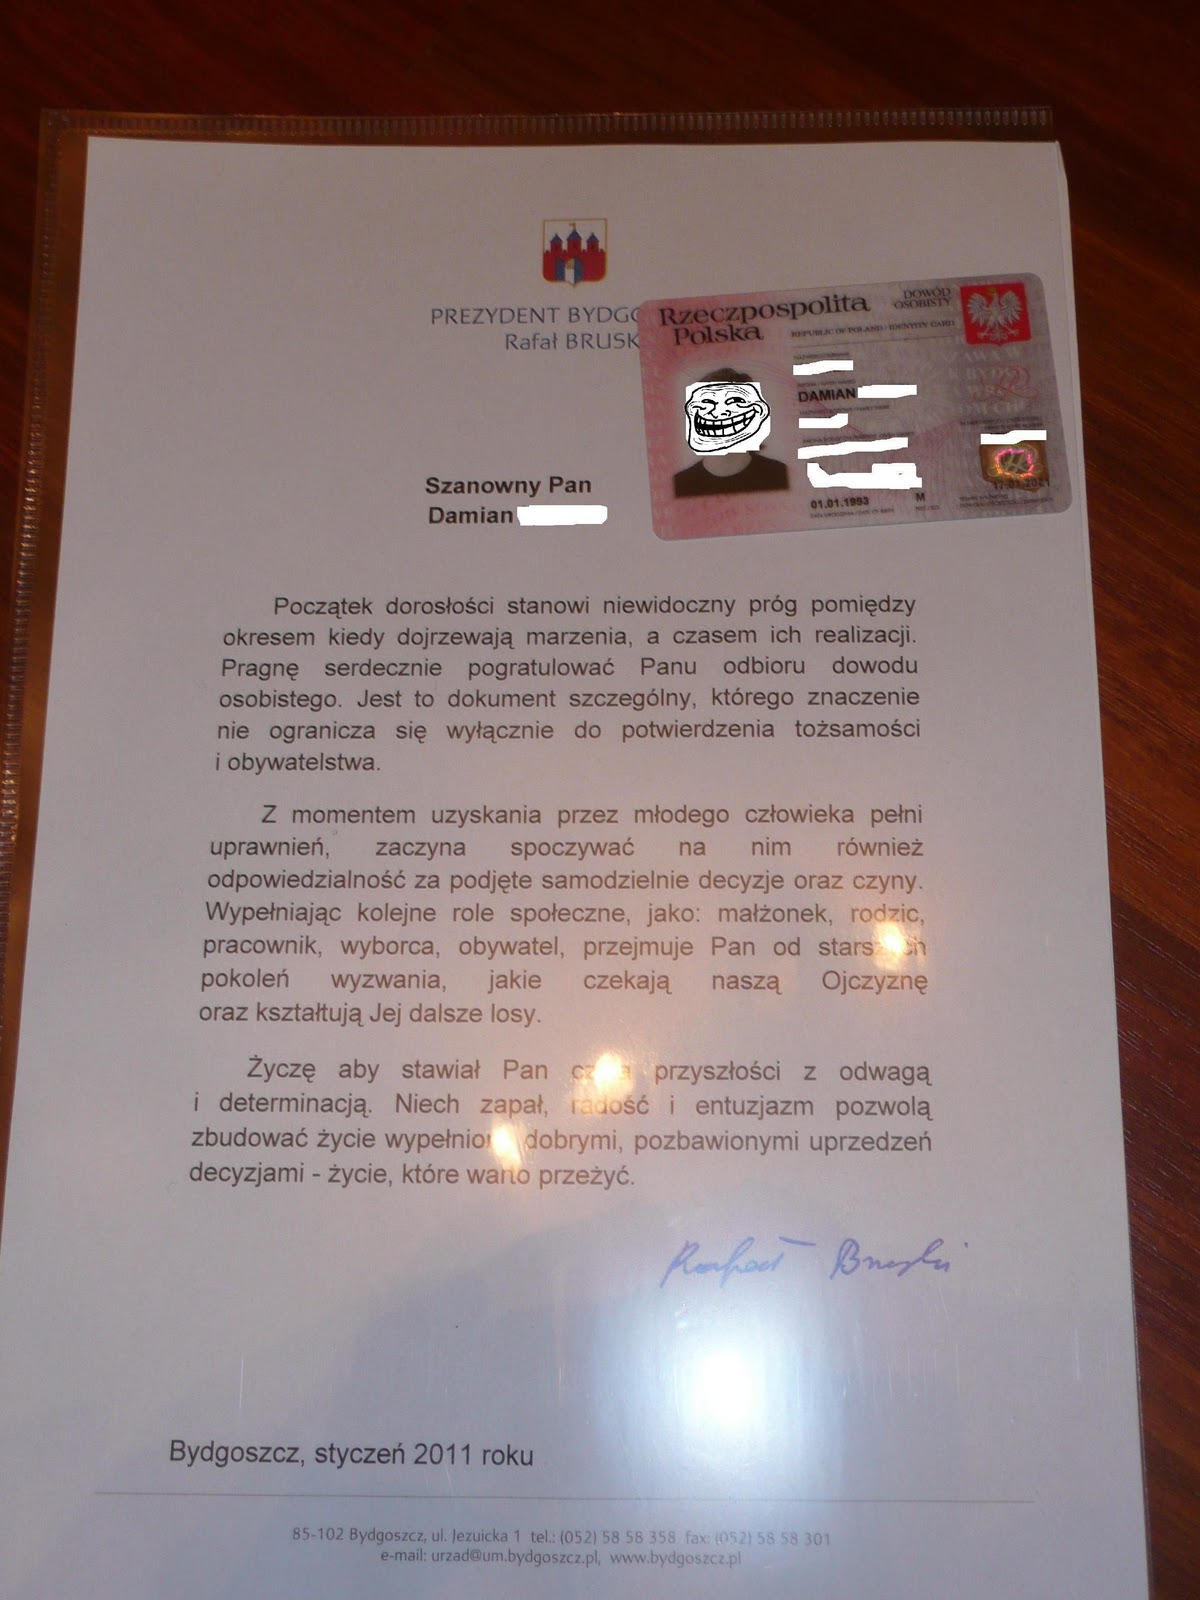 PREZYDENT BYDGO
Rafał BRUSK
Rzeczpospolita
Polska
DOWÓD
OSOBISTY
REPUBLIC OF POLAND / IDENTITY CARD
DAMIAN
01.01.1993
M
Szanowny Pan
Damian
Początek dorosłości stanowi niewidoczny próg pomiędzy
okresem kiedy dojrzewają marzenia, a czasem ich realizacji.
Pragnę serdecznie pogratulować Panu odbioru dowodu
osobistego. Jest to dokument szczególny, którego znaczenie
nie ogranicza się wyłącznie do potwierdzenia tożsamości
i obywatelstwa.
Z momentem uzyskania przez młodego człowieka pełni
uprawnień, zaczyna spoczywać na nim również
odpowiedzialność za podjęte samodzielnie decyzje oraz czyny.
Wypełniając kolejne role społeczne, jako: małżonek, rodzic,
pracownik, wyborca, obywatel, przejmuje Pan od starszych
pokoleń wyzwania, jakie czekają naszą Ojczyznę
oraz kształtują Jej dalsze losy.
Życzę aby stawiał Pan przyszłości z odwagą
i determinacją. Niech zapał, radość i entuzjazm pozwolą
zbudować życie dobrymi, pozbawionymi uprzedzeń
decyzjami - życie, które warto przeżyć.
Rafał Bruski
Bydgoszcz, styczeń 2011 roku
85-102 Bydgoszcz, ul. Jezuicka 1 tel.: (052) 58 58 358 fax: (052) 58 58 301
e-mail: urzad@um.bydgoszcz.pl, www.bydgoszcz.pl